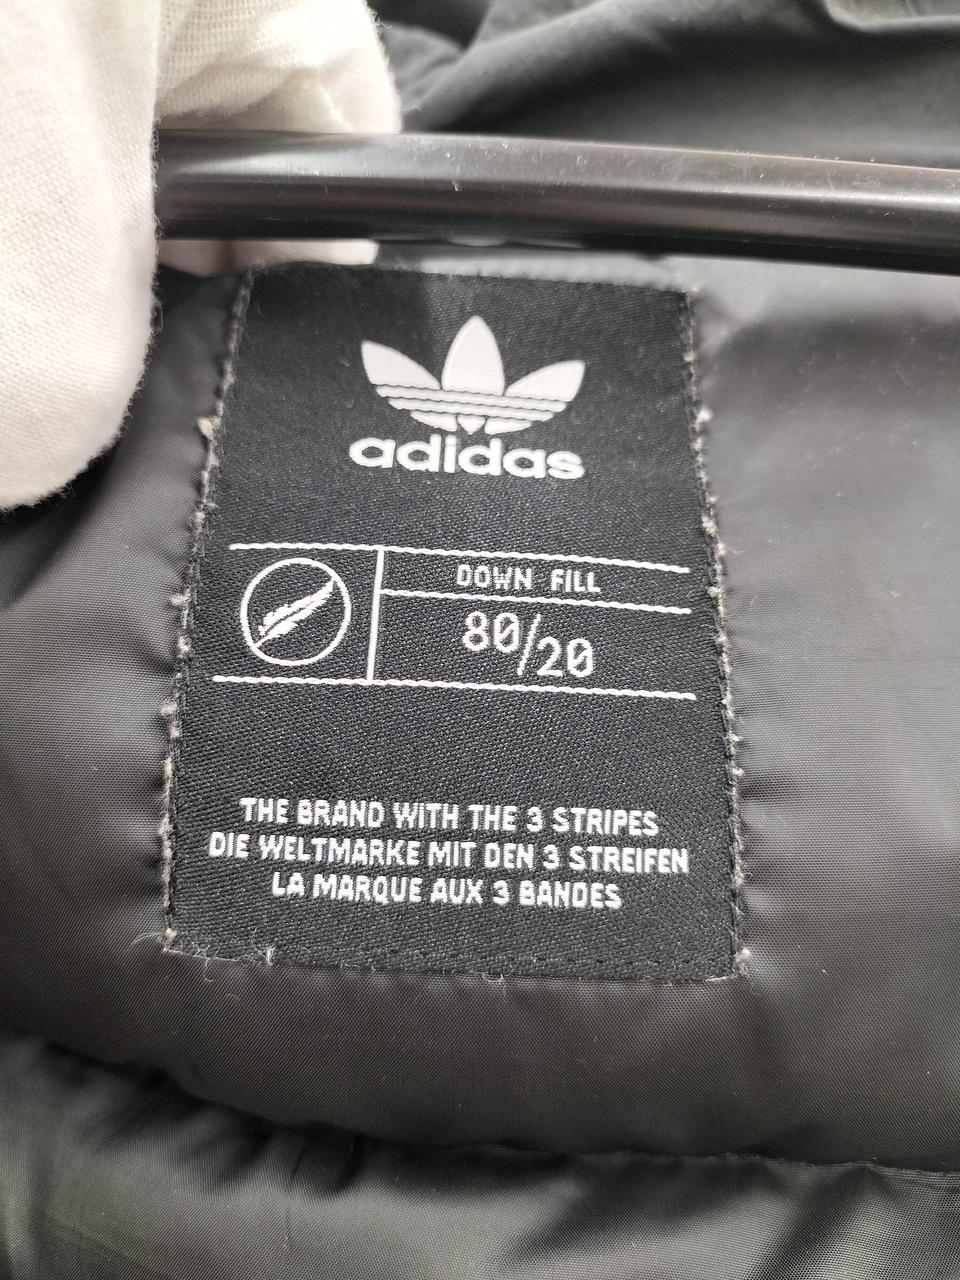 adidas
DOWN FILL
80/20
THE BRAND WITH THE 3 STRIPES
DIE WELTMARKE MIT DEN 3 STREIFEN
LA MARQUE AUX 3 BANDES